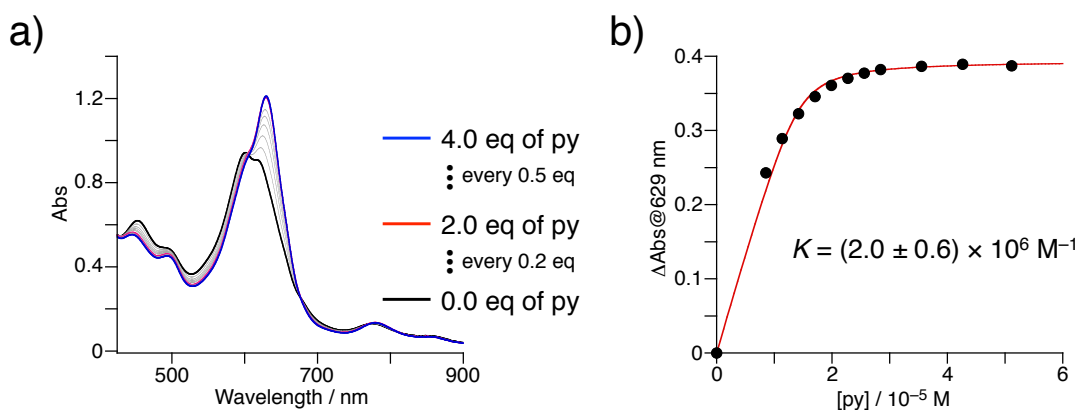 a)
Abs
1.2
0.8
0.4
0
500
600
700
900
Wavelength / nm
4.0 eq of py
every 0.5 eq
2.0 eq of py
every 0.2 eq
0.0 eq of py
b)
ΔAbs@629 nm
0.4
0.3
0.2
0.1
0
0
2
4
6
[py] / 10⁻⁵ M
K = (2.0 ± 0.6) × 10⁶ M⁻¹